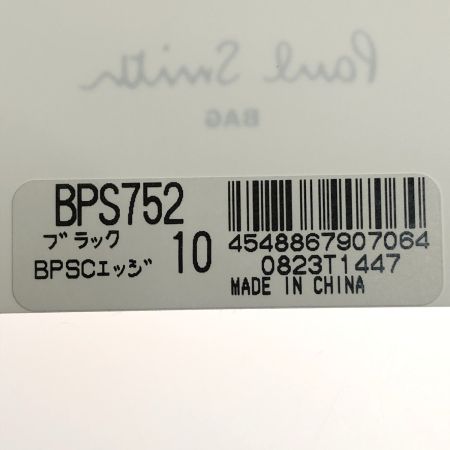 Paul Smith
BAG
BPS752
ブラック 10
BPSCエッジ
4548867907064
0823T1447
MADE IN CHINA